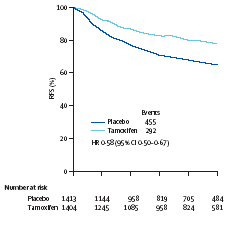 100
80
60
40
20
0
RFS (%)
Events
Placebo 455
Tamoxifen 292
HR 0·58 (95% CI 0·50–0·67)
Number at risk
Placebo 1413 1144 958 819 705 484
Tamoxifen 1404 1245 1085 958 824 581